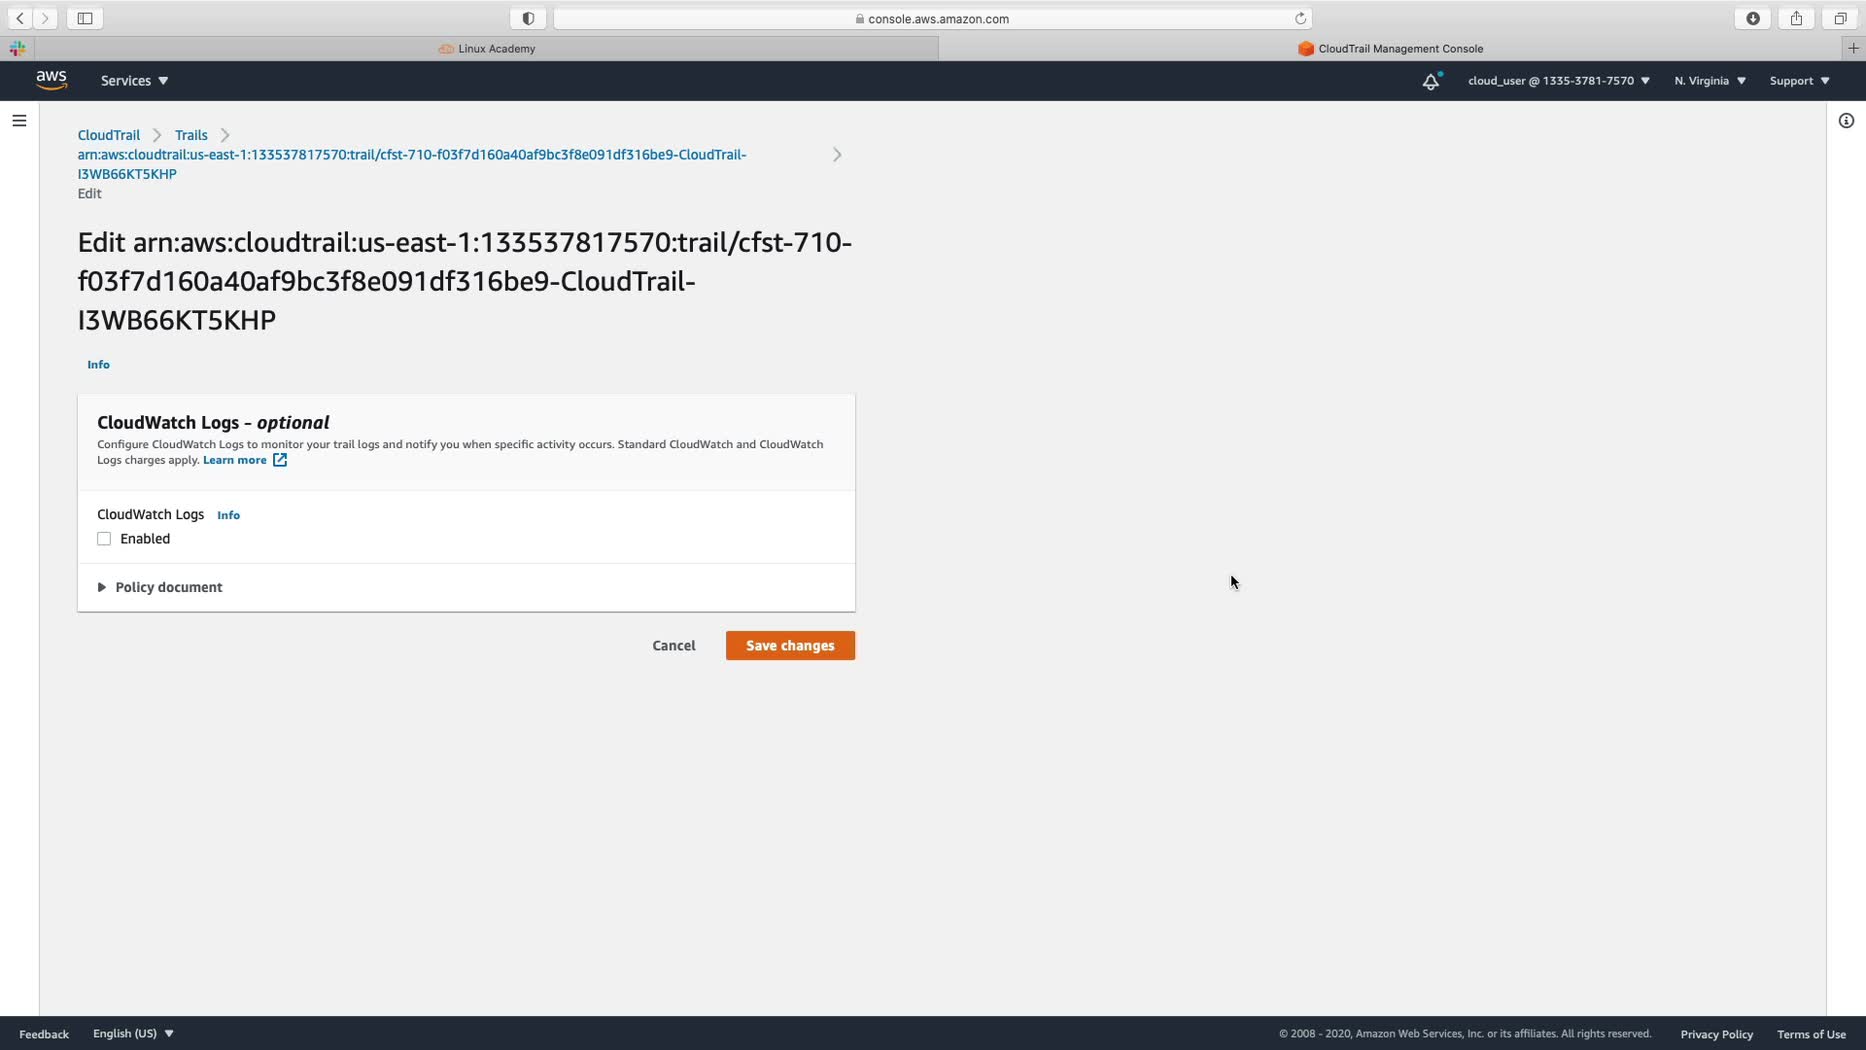 console.aws.amazon.com
Linux Academy
CloudTrail Management Console
aws
Services
cloud_user @ 1335-3781-7570
N. Virginia
Support
CloudTrail
Trails
arn:aws:cloudtrail:us-east-1:133537817570:trail/cfst-710-f03f7d160a40af9bc3f8e091df316be9-CloudTrail-
I3WB66KT5KHP
Edit
Edit arn:aws:cloudtrail:us-east-1:133537817570:trail/cfst-710-
f03f7d160a40af9bc3f8e091df316be9-CloudTrail-
I3WB66KT5KHP
Info
CloudWatch Logs - optional
Configure CloudWatch Logs to monitor your trail logs and notify you when specific activity occurs. Standard CloudWatch and CloudWatch
Logs charges apply. Learn more
CloudWatch Logs Info
Enabled
Policy document
Cancel
Save changes
Feedback
English (US)
© 2008 - 2020, Amazon Web Services, Inc. or its affiliates. All rights reserved.
Privacy Policy
Terms of Use